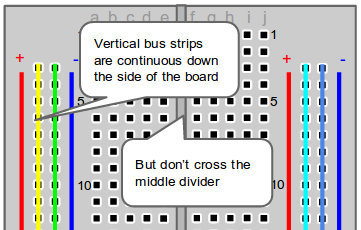 a b c d e f g h i j
1 1
Vertical bus strips
are continuous down
the side of the board
+ - + -
5 5
But don't cross the
middle divider
10 10